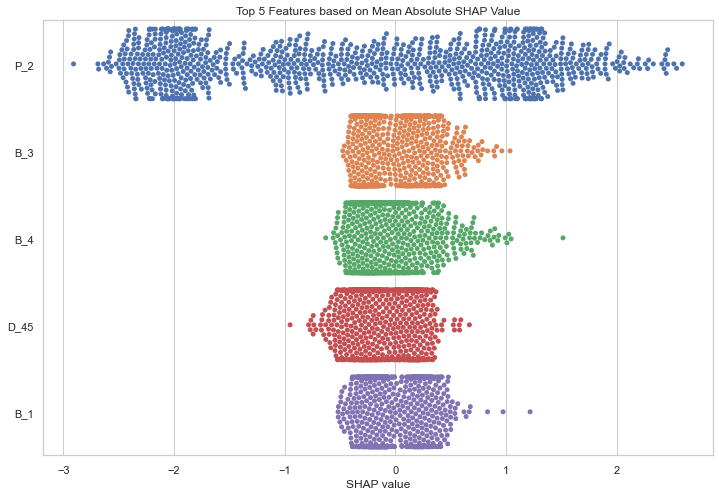 Top 5 Features based on Mean Absolute SHAP Value
P_2
B_3
B_4
D_45
B_1
−3 −2 −1 0 1 2
SHAP value